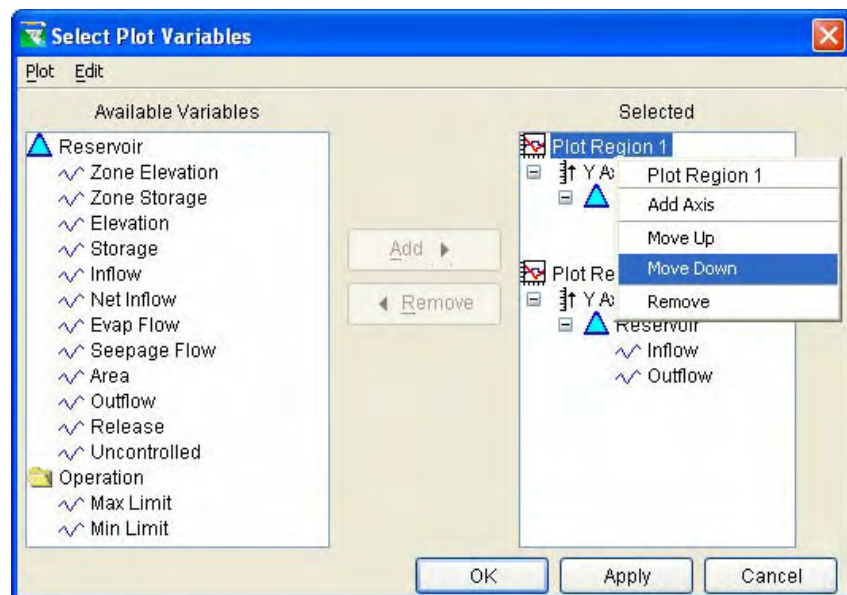 Select Plot Variables
Plot Edit
Available Variables
Reservoir
Zone Elevation
Zone Storage
Elevation
Storage
Inflow
Net Inflow
Evap Flow
Seepage Flow
Area
Outflow
Release
Uncontrolled
Operation
Max Limit
Min Limit
Add
Remove
Selected
Plot Region 1
Y
Plot Region 1
Add Axis
Move Up
Move Down
Remove
Plot Re
Y
Reservoir
Inflow
Outflow
OK Apply Cancel